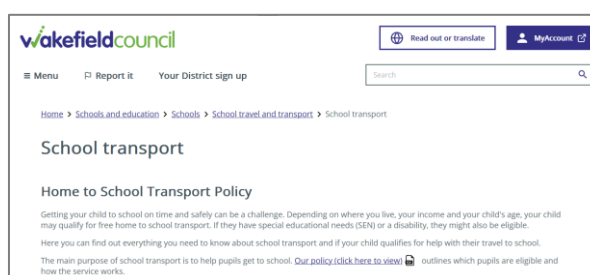 wakefieldcouncil
Read out or translate
MyAccount
Menu
Report it
Your District sign up
Search
Home > Schools and education > Schools > School travel and transport > School transport
School transport
Home to School Transport Policy
Getting your child to school on time and safely can be a challenge. Depending on where you live, your income and your child's age, your child
may qualify for free home to school transport. If they have special educational needs (SEN) or a disability, they might also be eligible.
Here you can find out everything you need to know about school transport and if your child qualifies for help with their travel to school.
The main purpose of school transport is to help pupils get to school. Our policy (click here to view) outlines which pupils are eligible and
how the service works.